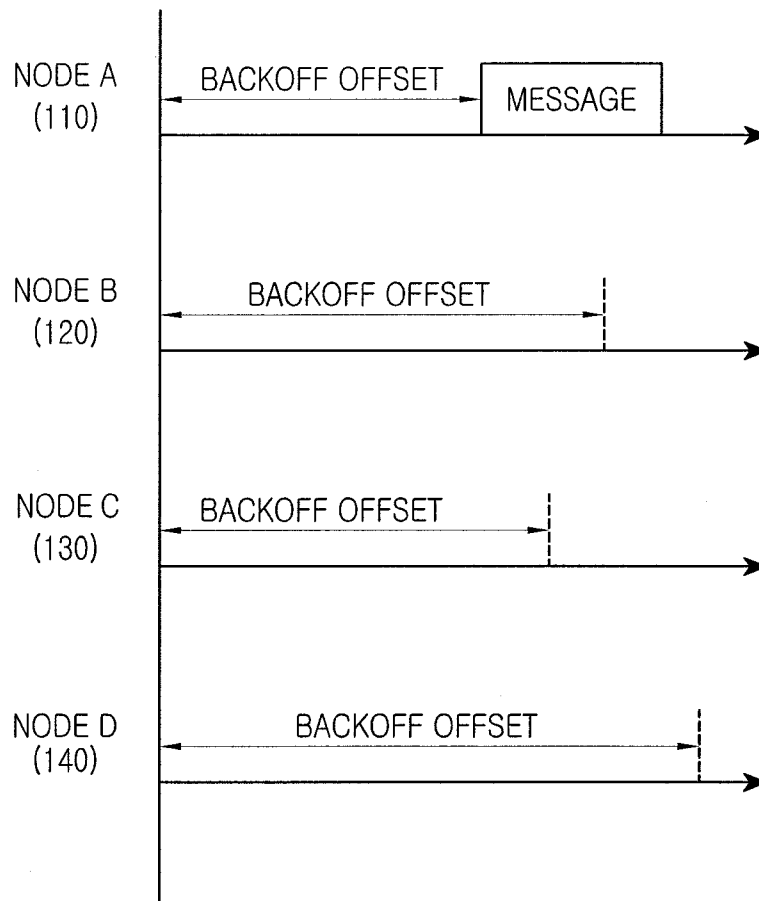 NODE A
(110)
BACKOFF OFFSET
MESSAGE
NODE B
(120)
BACKOFF OFFSET
NODE C
(130)
BACKOFF OFFSET
NODE D
(140)
BACKOFF OFFSET